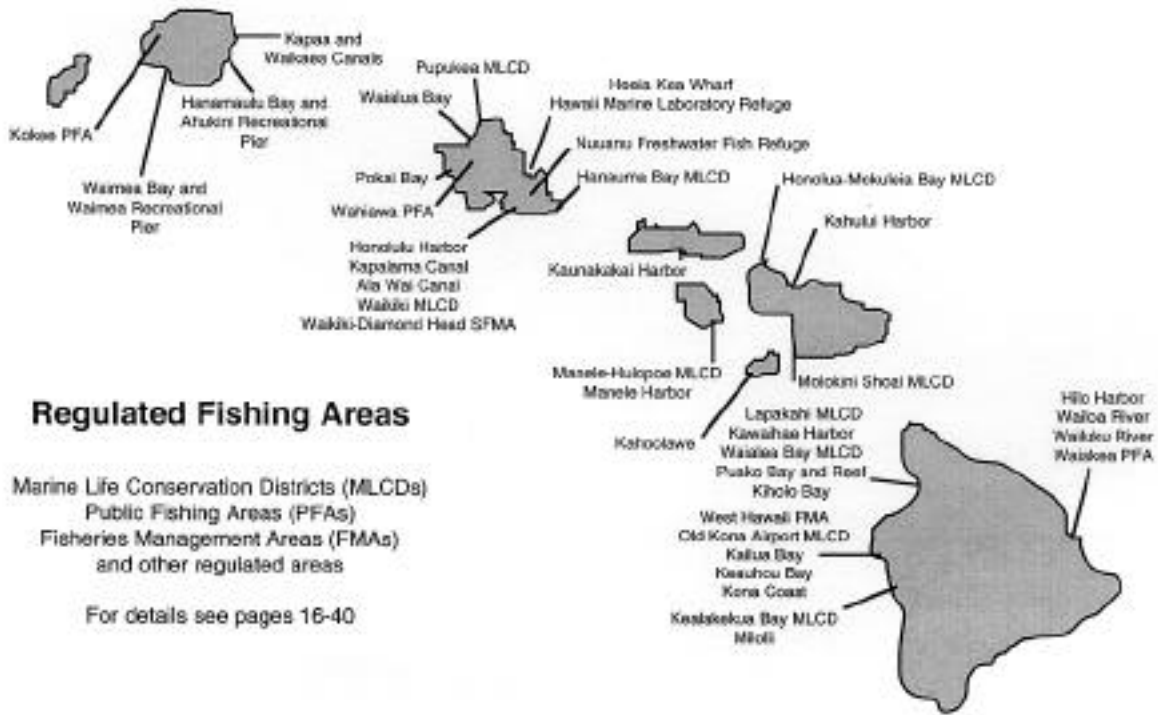 Kapaa and
Waikaea Canals
Hanamaulu Bay and
Ahukini Recreational
Pier
Kokee PFA
Waimea Bay and
Waimea Recreational
Pier
Pupukea MLCD
Waialua Bay
Heeia Kea Wharf
Hawaii Marine Laboratory Refuge
Nuuanu Freshwater Fish Refuge
Pokai Bay
Hanauma Bay MLCD
Wahiawa PFA
Honolulu Harbor
Kapalama Canal
Ala Wai Canal
Waikiki MLCD
Waikiki-Diamond Head SFMA
Honolua-Mokuleia Bay MLCD
Kahului Harbor
Kaunakakai Harbor
Manele-Hulopoe MLCD
Manele Harbor
Molokini Shoal MLCD
Kahoolawe
Regulated Fishing Areas
Marine Life Conservation Districts (MLCDs)
Public Fishing Areas (PFAs)
Fisheries Management Areas (FMAs)
and other regulated areas
For details see pages 16-40
Lapakahi MLCD
Kawaihae Harbor
Waialea Bay MLCD
Puako Bay and Reef
Kiholo Bay
West Hawaii FMA
Old Kona Airport MLCD
Kailua Bay
Keauhou Bay
Kona Coast
Kealakekua Bay MLCD
Milolii
Hilo Harbor
Wailoa River
Wailuku River
Waiakea PFA